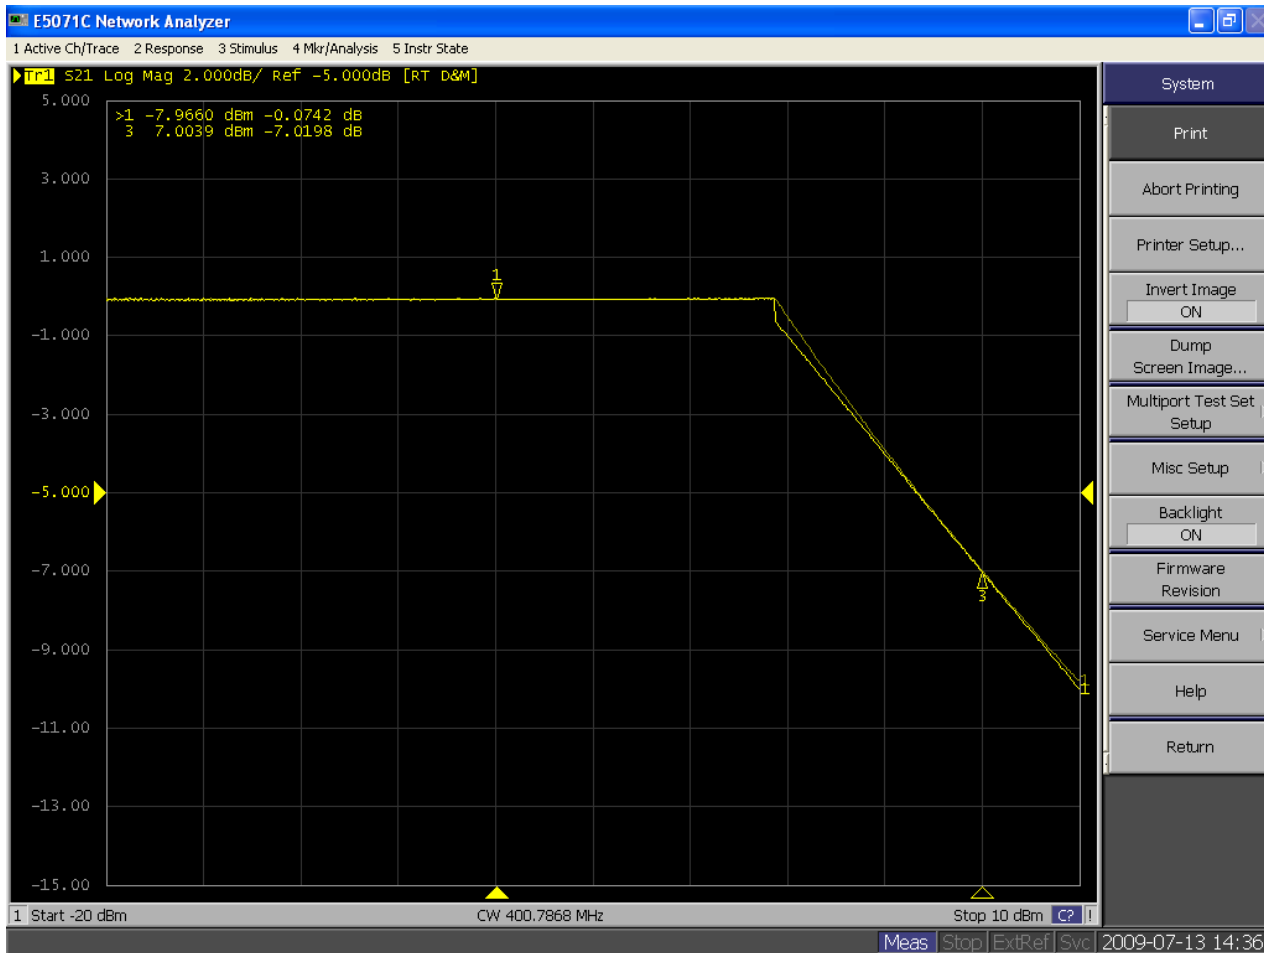 E5071C Network Analyzer
1 Active Ch/Trace 2 Response 3 Stimulus 4 Mkr/Analysis 5 Instr State
Tr1 S21 Log Mag 2.000dB/ Ref -5.000dB [RT D&M]
5.000
>1 -7.9660 dBm -0.0742 dB
3 7.0039 dBm -7.0198 dB
3.000
1.000
1
-1.000
-3.000
-5.000
-7.000
3
-9.000
1
-11.00
-13.00
-15.00
1 Start -20 dBm CW 400.7868 MHz Stop 10 dBm C? !
Meas Stop ExtRef Svc 2009-07-13 14:36
System
Print
Abort Printing
Printer Setup...
Invert Image
ON
Dump
Screen Image...
Multiport Test Set
Setup
Misc Setup
Backlight
ON
Firmware
Revision
Service Menu
Help
Return